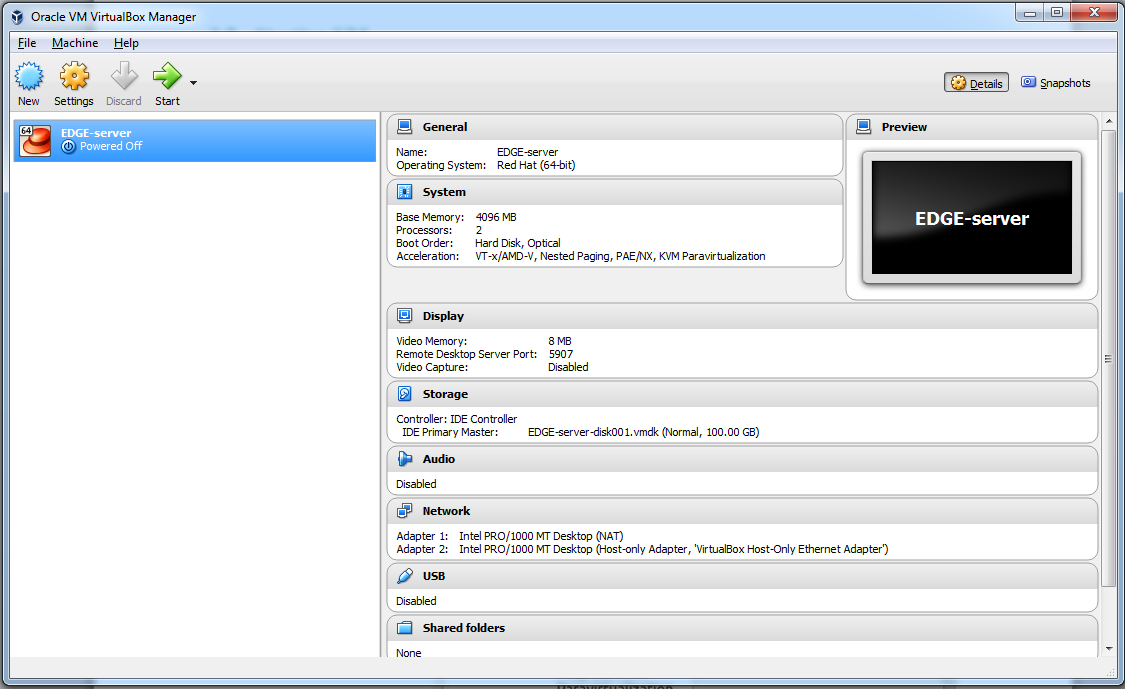 Oracle VM VirtualBox Manager
File Machine Help
New Settings Discard Start
Details Snapshots
64
EDGE-server
Powered Off
General
Name: EDGE-server
Operating System: Red Hat (64-bit)
System
Base Memory: 4096 MB
Processors: 2
Boot Order: Hard Disk, Optical
Acceleration: VT-x/AMD-V, Nested Paging, PAE/NX, KVM Paravirtualization
Preview
EDGE-server
Display
Video Memory: 8 MB
Remote Desktop Server Port: 5907
Video Capture: Disabled
Storage
Controller: IDE Controller
IDE Primary Master: EDGE-server-disk001.vmdk (Normal, 100.00 GB)
Audio
Disabled
Network
Adapter 1: Intel PRO/1000 MT Desktop (NAT)
Adapter 2: Intel PRO/1000 MT Desktop (Host-only Adapter, 'VirtualBox Host-Only Ethernet Adapter')
USB
Disabled
Shared folders
None
Paravirtualization